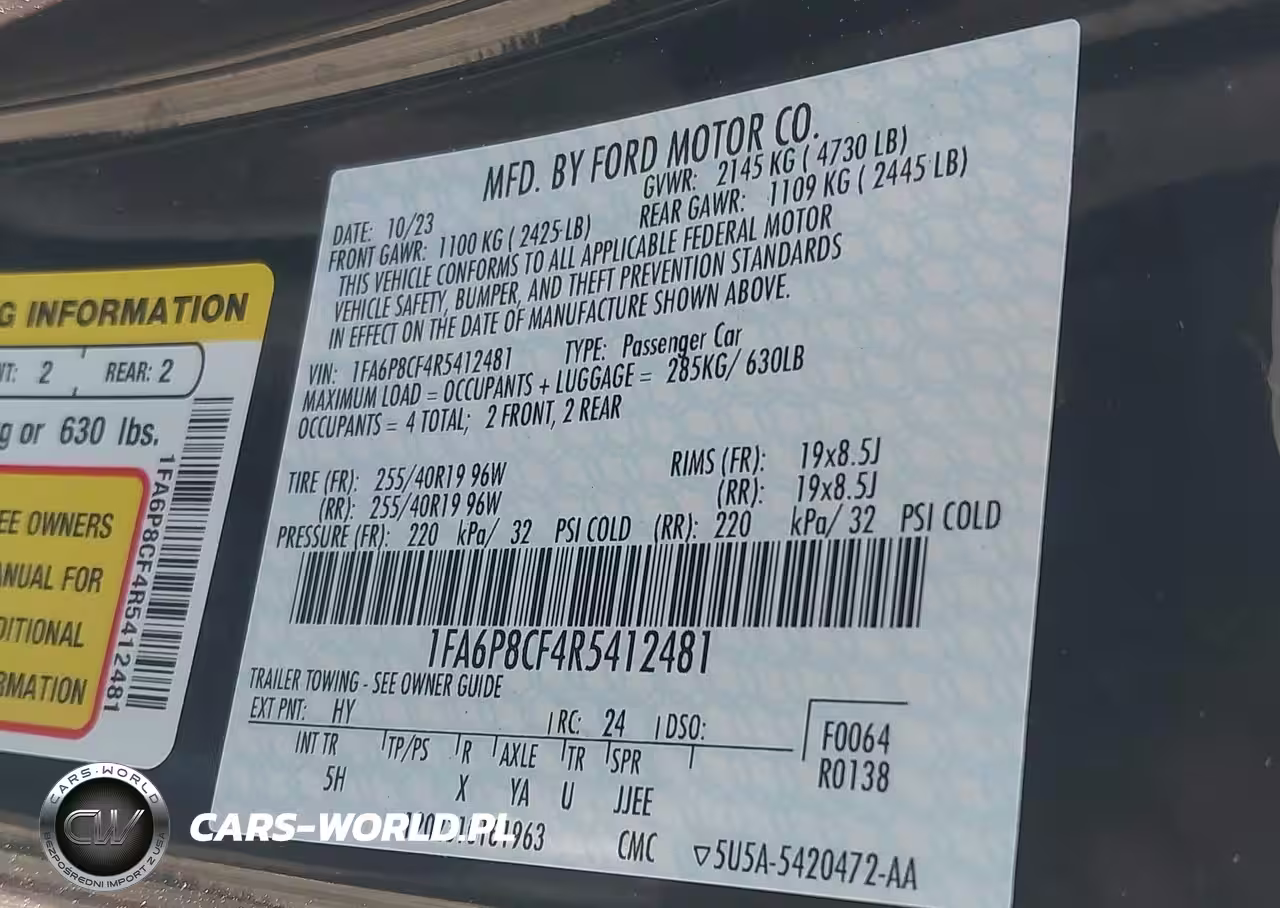 MFD. BY FORD MOTOR CO.
DATE: 10/23 GVWR: 2145 KG ( 4730 LB)
FRONT GAWR: 1100 KG ( 2425 LB) REAR GAWR: 1109 KG ( 2445 LB)
THIS VEHICLE CONFORMS TO ALL APPLICABLE FEDERAL MOTOR
VEHICLE SAFETY, BUMPER, AND THEFT PREVENTION STANDARDS
IN EFFECT ON THE DATE OF MANUFACTURE SHOWN ABOVE.
VIN: 1FA6P8CF4R5412481 TYPE: Passenger Car
MAXIMUM LOAD = OCCUPANTS + LUGGAGE = 285KG/ 630LB
OCCUPANTS = 4 TOTAL; 2 FRONT, 2 REAR
TIRE (FR): 255/40R19 96W RIMS (FR): 19x8.5J
(RR): 255/40R19 96W (RR): 19x8.5J
PRESSURE (FR): 220 kPa/ 32 PSI COLD (RR): 220 kPa/ 32 PSI COLD
1FA6P8CF4R5412481
TRAILER TOWING - SEE OWNER GUIDE
EXT PNT: HY RC: 24 DSO:
F0064
R0138
INT TR TP/PS R AXLE TR SPR
5H X YA U JJEE
CMC ▽5U5A-5420472-AA
G INFORMATION
NT: 2 REAR: 2
g or 630 lbs.
EE OWNERS
ANUAL FOR
DITIONAL
RMATION
1FA6P8CF4R5412481
CARS-WORLD
CW
BEZPOŚREDNI IMPORT Z USA
CARS-WORLD.PL